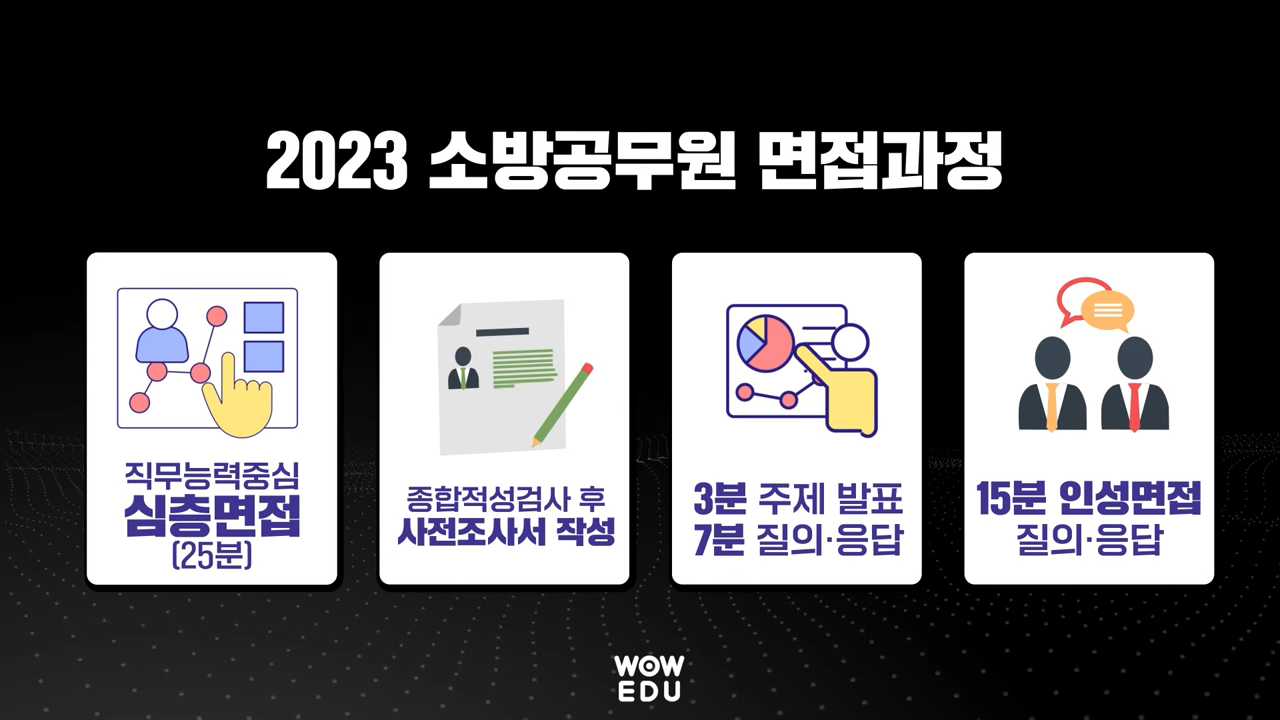 2023 소방공무원 면접과정
직무능력중심
심층면접
(25분)
종합적성검사 후
사전조사서 작성
3분 주제 발표
7분 질의·응답
15분 인성면접
질의·응답
WOW
EDU